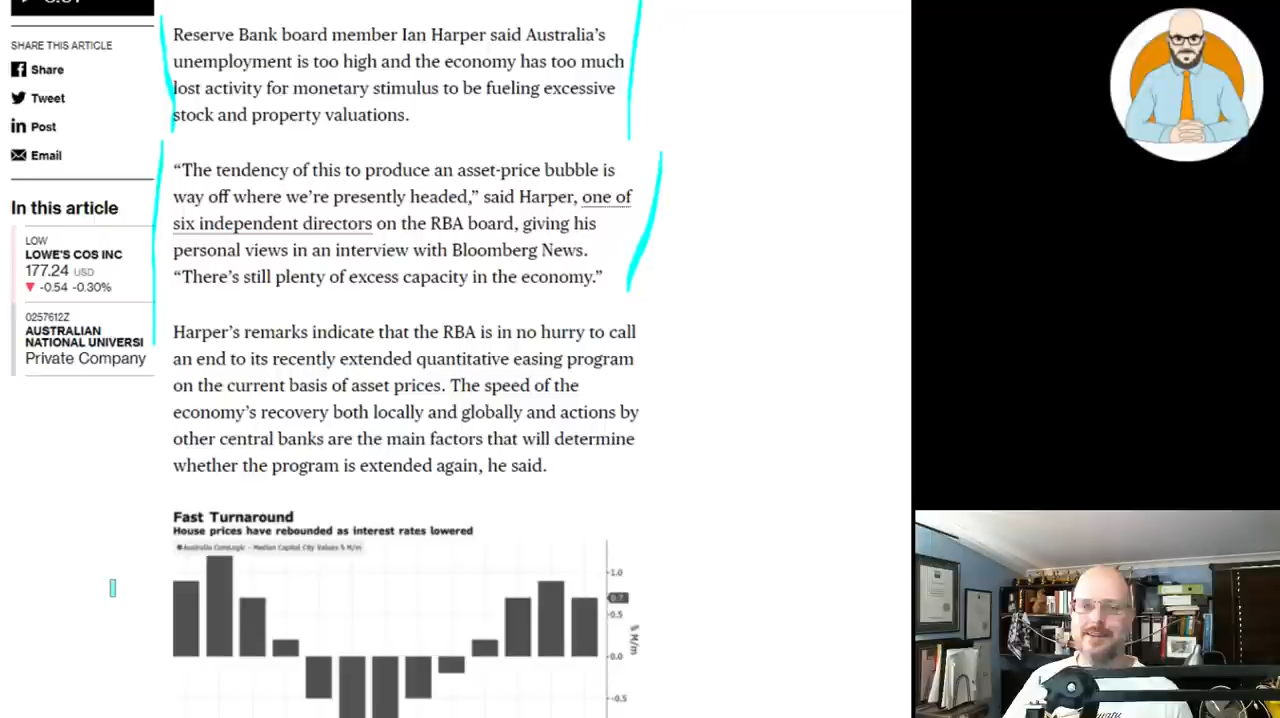 SHARE THIS ARTICLE
Share
Tweet
Post
Email
In this article
LOW
LOWE'S COS INC
177.24 USD
▼ -0.54 -0.30%
0257612Z
AUSTRALIAN
NATIONAL UNIVERSI
Private Company
Reserve Bank board member Ian Harper said Australia’s
unemployment is too high and the economy has too much
lost activity for monetary stimulus to be fueling excessive
stock and property valuations.
“The tendency of this to produce an asset-price bubble is
way off where we’re presently headed,” said Harper, one of
six independent directors on the RBA board, giving his
personal views in an interview with Bloomberg News.
“There’s still plenty of excess capacity in the economy.”
Harper’s remarks indicate that the RBA is in no hurry to call
an end to its recently extended quantitative easing program
on the current basis of asset prices. The speed of the
economy’s recovery both locally and globally and actions by
other central banks are the main factors that will determine
whether the program is extended again, he said.
Fast Turnaround
House prices have rebounded as interest rates lowered
Australia CoreLogic - Median Capital City Values % M/m
1.0
0.7
0.5
0.0
-0.5
% M/m